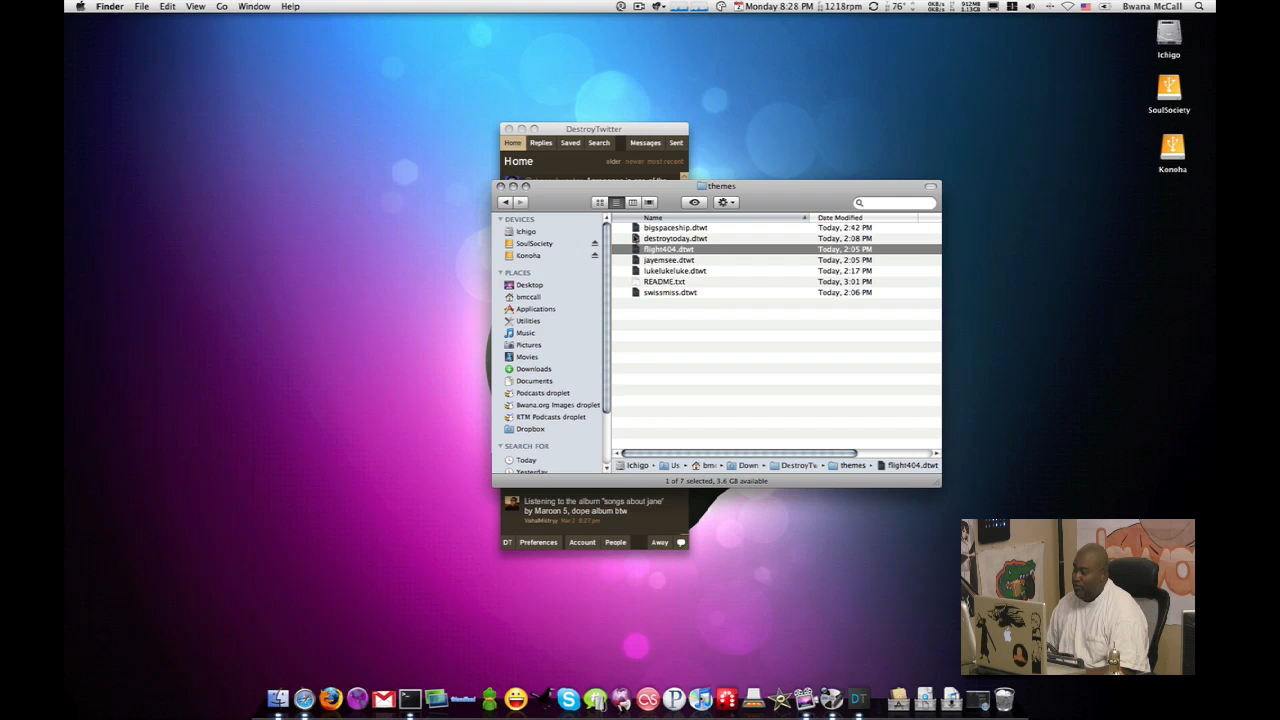 Finder File Edit View Go Window Help
Monday 8:28 PM 1218rpm 76° Bwana McCall
Ichigo
SoulSociety
Konoha
DestroyTwitter
Home Replies Saved Search Messages Sent
Home older newer most recent
themes
DEVICES
Ichigo
SoulSociety
Konoha
PLACES
Desktop
bmccall
Applications
Utilities
Music
Pictures
Movies
Downloads
Documents
Podcasts droplet
Bwana.org Images droplet
RTM Podcasts droplet
Dropbox
SEARCH FOR
Today
Yesterday
Name Date Modified
bigspaceship.dtwt Today, 2:42 PM
destroytoday.dtwt Today, 2:08 PM
flight404.dtwt Today, 2:05 PM
jayemsee.dtwt Today, 2:05 PM
lukelukeluke.dtwt Today, 2:17 PM
README.txt Today, 3:01 PM
swissmiss.dtwt Today, 2:06 PM
Ichigo Us bm Down DestroyTw themes flight404.dtwt
1 of 7 selected, 3.6 GB available
Listening to the album "songs about jane"
by Maroon 5, dope album btw
DT Preferences Account People Away
DT